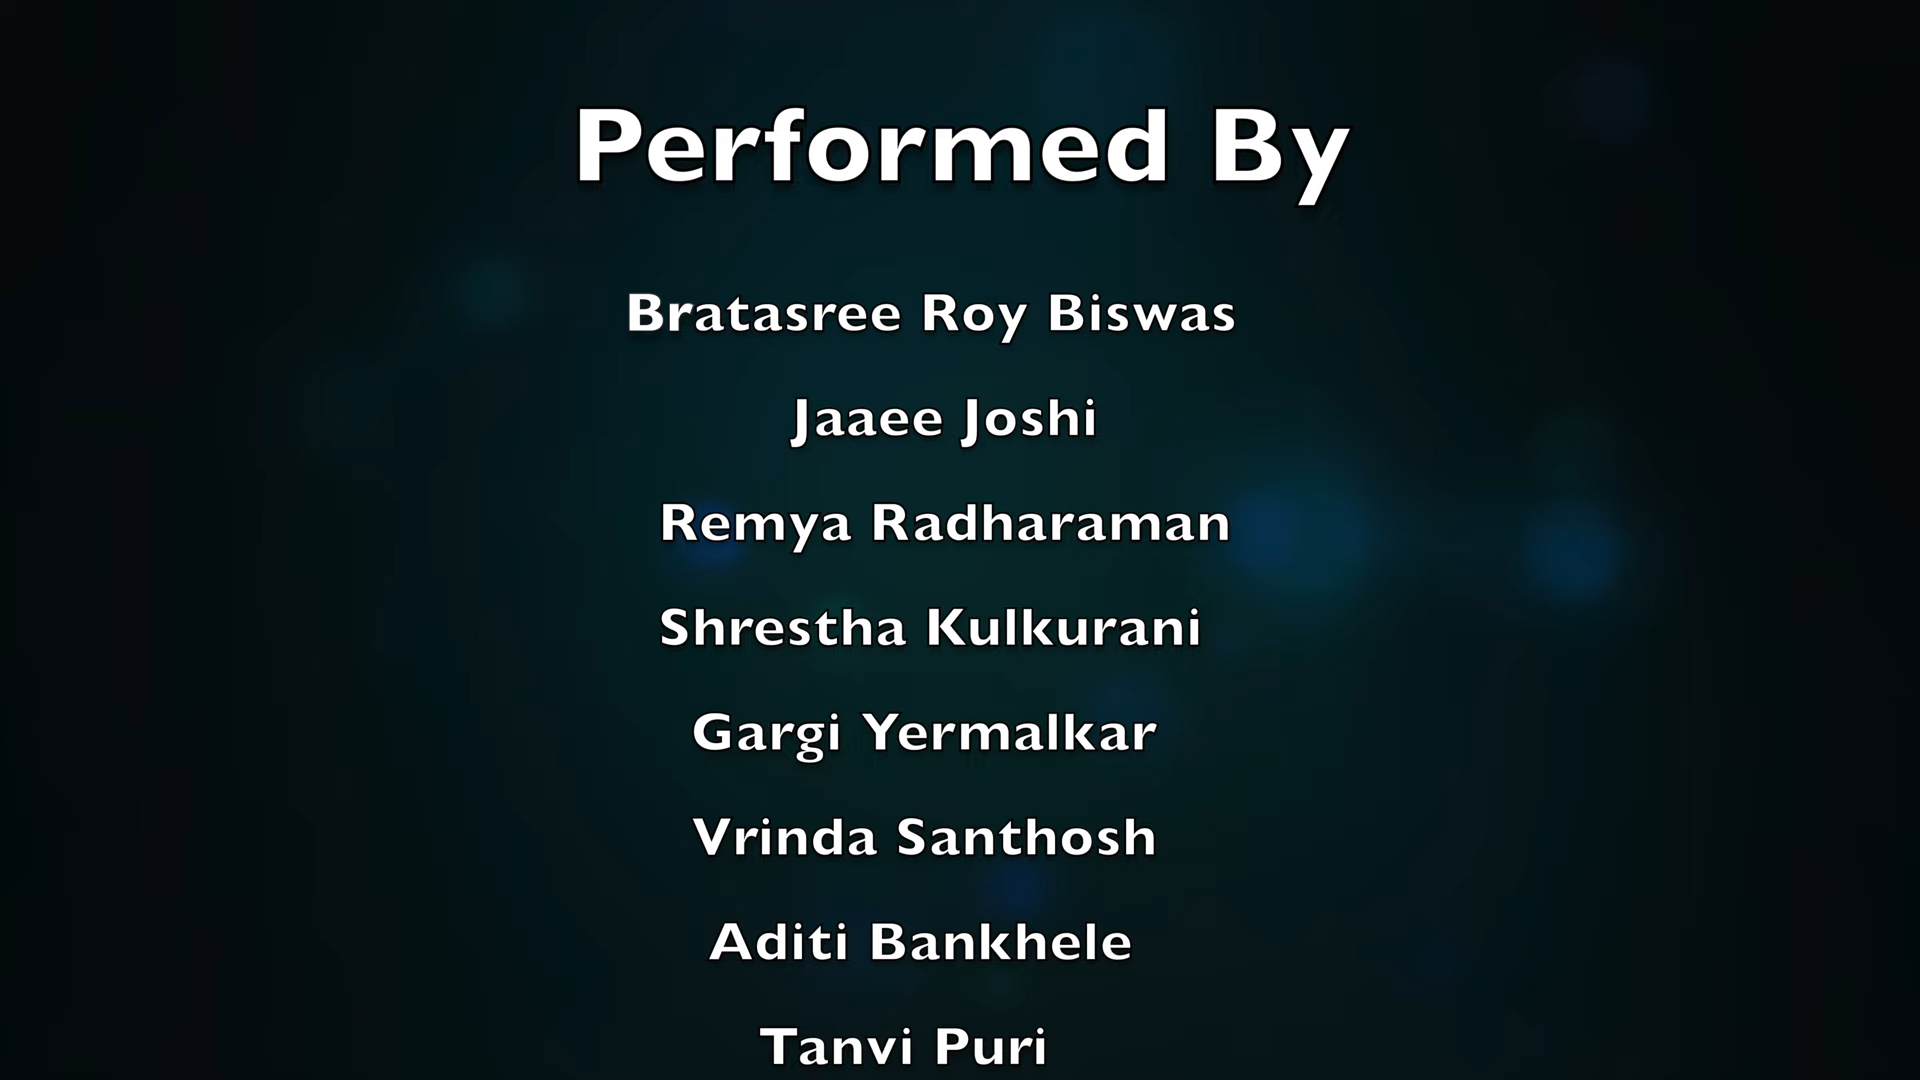 Performed By
Bratasree Roy Biswas
Jaaee Joshi
Remya Radharaman
Shrestha Kulkurani
Gargi Yermalkar
Vrinda Santhosh
Aditi Bankhele
Tanvi Puri